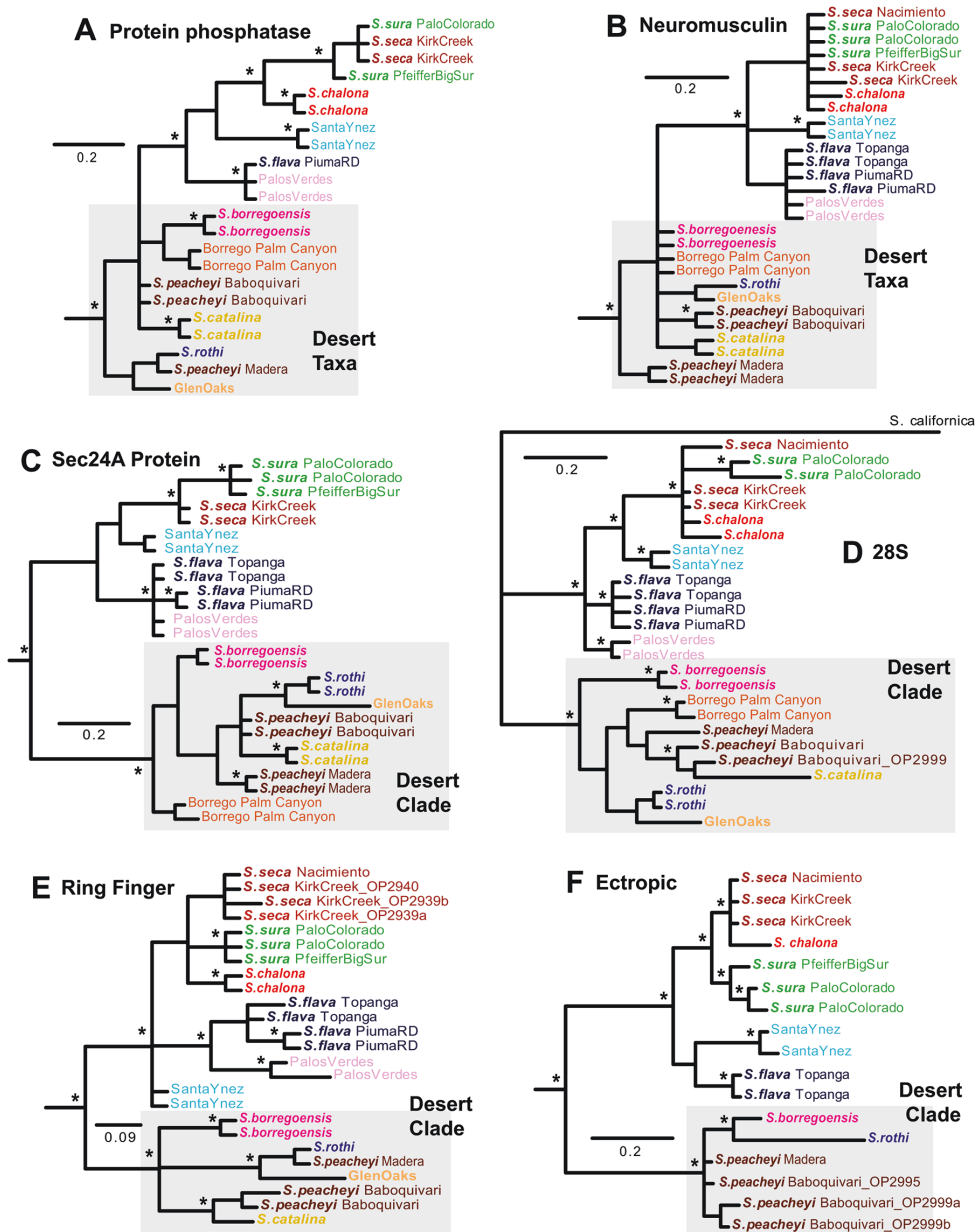 A Protein phosphatase
S.sura PaloColorado
S.seca KirkCreek
S.seca KirkCreek
S.sura PfeifferBigSur
S.chalona
S.chalona
SantaYnez
SantaYnez
S.flava PiumaRD
PalosVerdes
PalosVerdes
S.borregoensis
S.borregoensis
Borrego Palm Canyon
Borrego Palm Canyon
S.peacheyi Baboquivari
S.peacheyi Baboquivari
S.catalina
S.catalina
S.rothi
S.peacheyi Madera
GlenOaks
Desert
Taxa
0.2
B Neuromusculin
S.seca Nacimiento
S.sura PaloColorado
S.sura PaloColorado
S.sura PfeifferBigSur
S.seca KirkCreek
S.seca KirkCreek
S.chalona
S.chalona
SantaYnez
SantaYnez
S.flava Topanga
S.flava Topanga
S.flava PiumaRD
S.flava PiumaRD
PalosVerdes
PalosVerdes
S.borregoenesis
S.borregoenesis
Borrego Palm Canyon
Borrego Palm Canyon
S.rothi
GlenOaks
S.peacheyi Baboquivari
S.peacheyi Baboquivari
S.catalina
S.catalina
S.peacheyi Madera
S.peacheyi Madera
Desert
Taxa
0.2
C Sec24A Protein
S.sura PaloColorado
S.sura PaloColorado
S.sura PfeifferBigSur
S.seca KirkCreek
S.seca KirkCreek
SantaYnez
SantaYnez
S.flava Topanga
S.flava Topanga
S.flava PiumaRD
S.flava PiumaRD
PalosVerdes
PalosVerdes
S.borregoensis
S.borregoensis
S.rothi
S.rothi
GlenOaks
S.peacheyi Baboquivari
S.peacheyi Baboquivari
S.catalina
S.catalina
S.peacheyi Madera
S.peacheyi Madera
Borrego Palm Canyon
Borrego Palm Canyon
Desert
Clade
0.2
D 28S
S. californica
S.seca Nacimiento
S.sura PaloColorado
S.sura PaloColorado
S.seca KirkCreek
S.seca KirkCreek
S.chalona
S.chalona
SantaYnez
SantaYnez
S.flava Topanga
S.flava Topanga
S.flava PiumaRD
S.flava PiumaRD
PalosVerdes
PalosVerdes
S. borregoensis
S. borregoensis
Borrego Palm Canyon
Borrego Palm Canyon
S.peacheyi Madera
S.peacheyi Baboquivari
S.peacheyi Baboquivari_OP2999
S.catalina
S.rothi
S.rothi
GlenOaks
Desert
Clade
0.2
E Ring Finger
S.seca Nacimiento
S.seca KirkCreek_OP2940
S.seca KirkCreek_OP2939b
S.seca KirkCreek_OP2939a
S.sura PaloColorado
S.sura PaloColorado
S.sura PfeifferBigSur
S.chalona
S.chalona
S.flava Topanga
S.flava Topanga
S.flava PiumaRD
S.flava PiumaRD
PalosVerdes
PalosVerdes
SantaYnez
SantaYnez
S.borregoensis
S.borregoensis
S.rothi
S.peacheyi Madera
GlenOaks
S.peacheyi Baboquivari
S.peacheyi Baboquivari
S.catalina
Desert
Clade
0.09
F Ectropic
S.seca Nacimiento
S.seca KirkCreek
S.seca KirkCreek
S. chalona
S.sura PfeifferBigSur
S.sura PaloColorado
S.sura PaloColorado
SantaYnez
SantaYnez
S.flava Topanga
S.flava Topanga
S.borregoensis
S.rothi
S.peacheyi Madera
S.peacheyi Baboquivari_OP2995
S.peacheyi Baboquivari_OP2999a
S.peacheyi Baboquivari_OP2999b
Desert
Clade
0.2